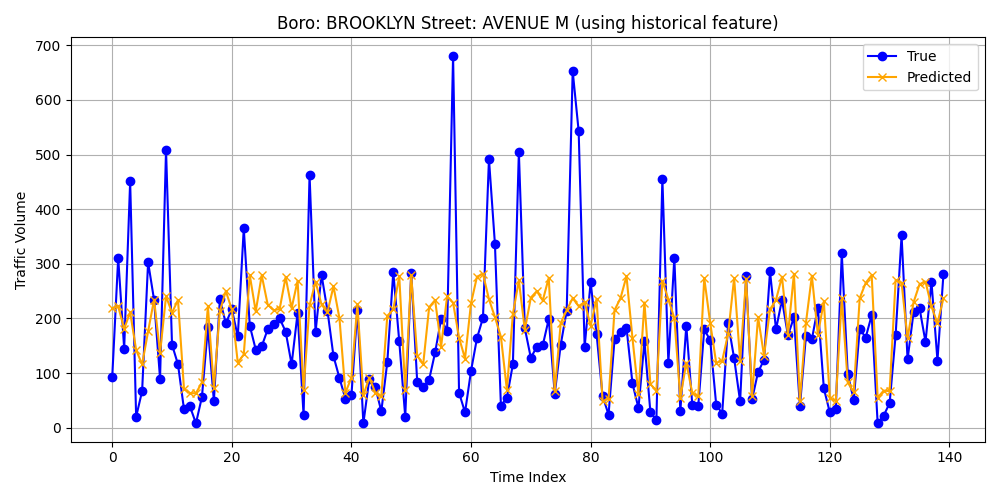 Boro: BROOKLYN Street: AVENUE M (using historical feature)
True
Predicted
Traffic Volume
700
600
500
400
300
200
100
0
0 20 40 60 80 100 120 140
Time Index